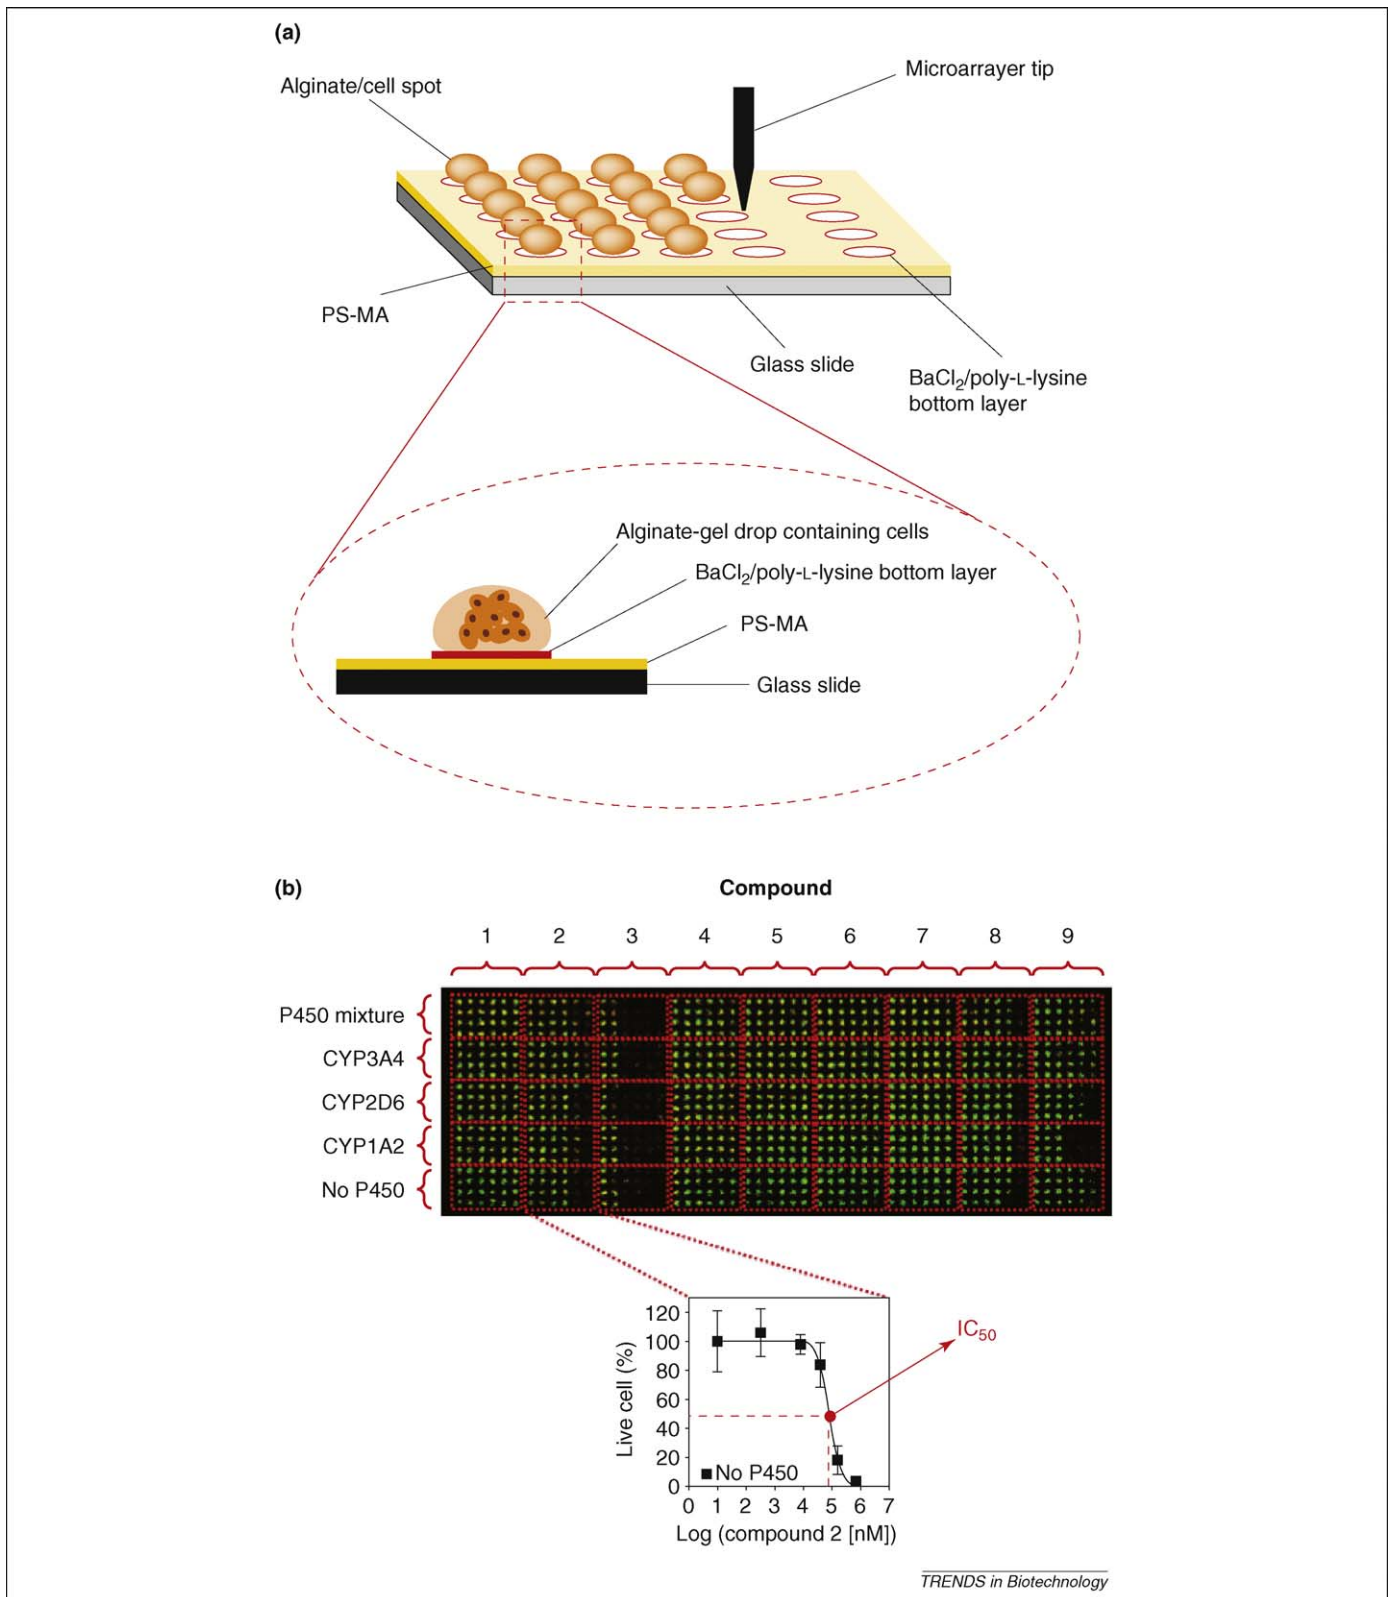 (a)
Alginate/cell spot
Microarrayer tip
PS-MA
Glass slide
BaCl₂/poly-L-lysine
bottom layer
Alginate-gel drop containing cells
BaCl₂/poly-L-lysine bottom layer
PS-MA
Glass slide
(b)
Compound
1 2 3 4 5 6 7 8 9
P450 mixture
CYP3A4
CYP2D6
CYP1A2
No P450
120
100
80
60
40
20
0
Live cell (%)
IC₅₀
No P450
0 1 2 3 4 5 6 7
Log (compound 2 [nM])
TRENDS in Biotechnology